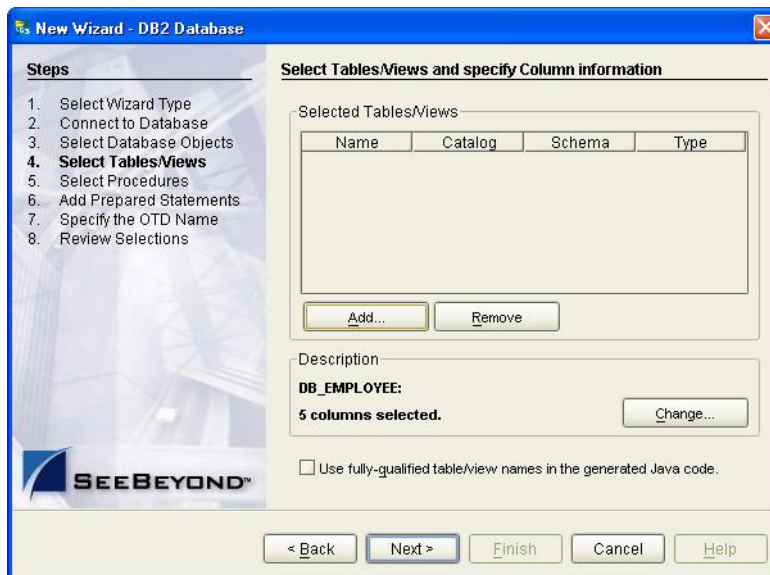 New Wizard - DB2 Database
Steps
1. Select Wizard Type
2. Connect to Database
3. Select Database Objects
4. Select Tables/Views
5. Select Procedures
6. Add Prepared Statements
7. Specify the OTD Name
8. Review Selections
SEEBEYOND™
Select Tables/Views and specify Column information
Selected Tables/Views
Name Catalog Schema Type
Add... Remove
Description
DB_EMPLOYEE:
5 columns selected.
Change...
Use fully-qualified table/view names in the generated Java code.
< Back Next > Finish Cancel Help